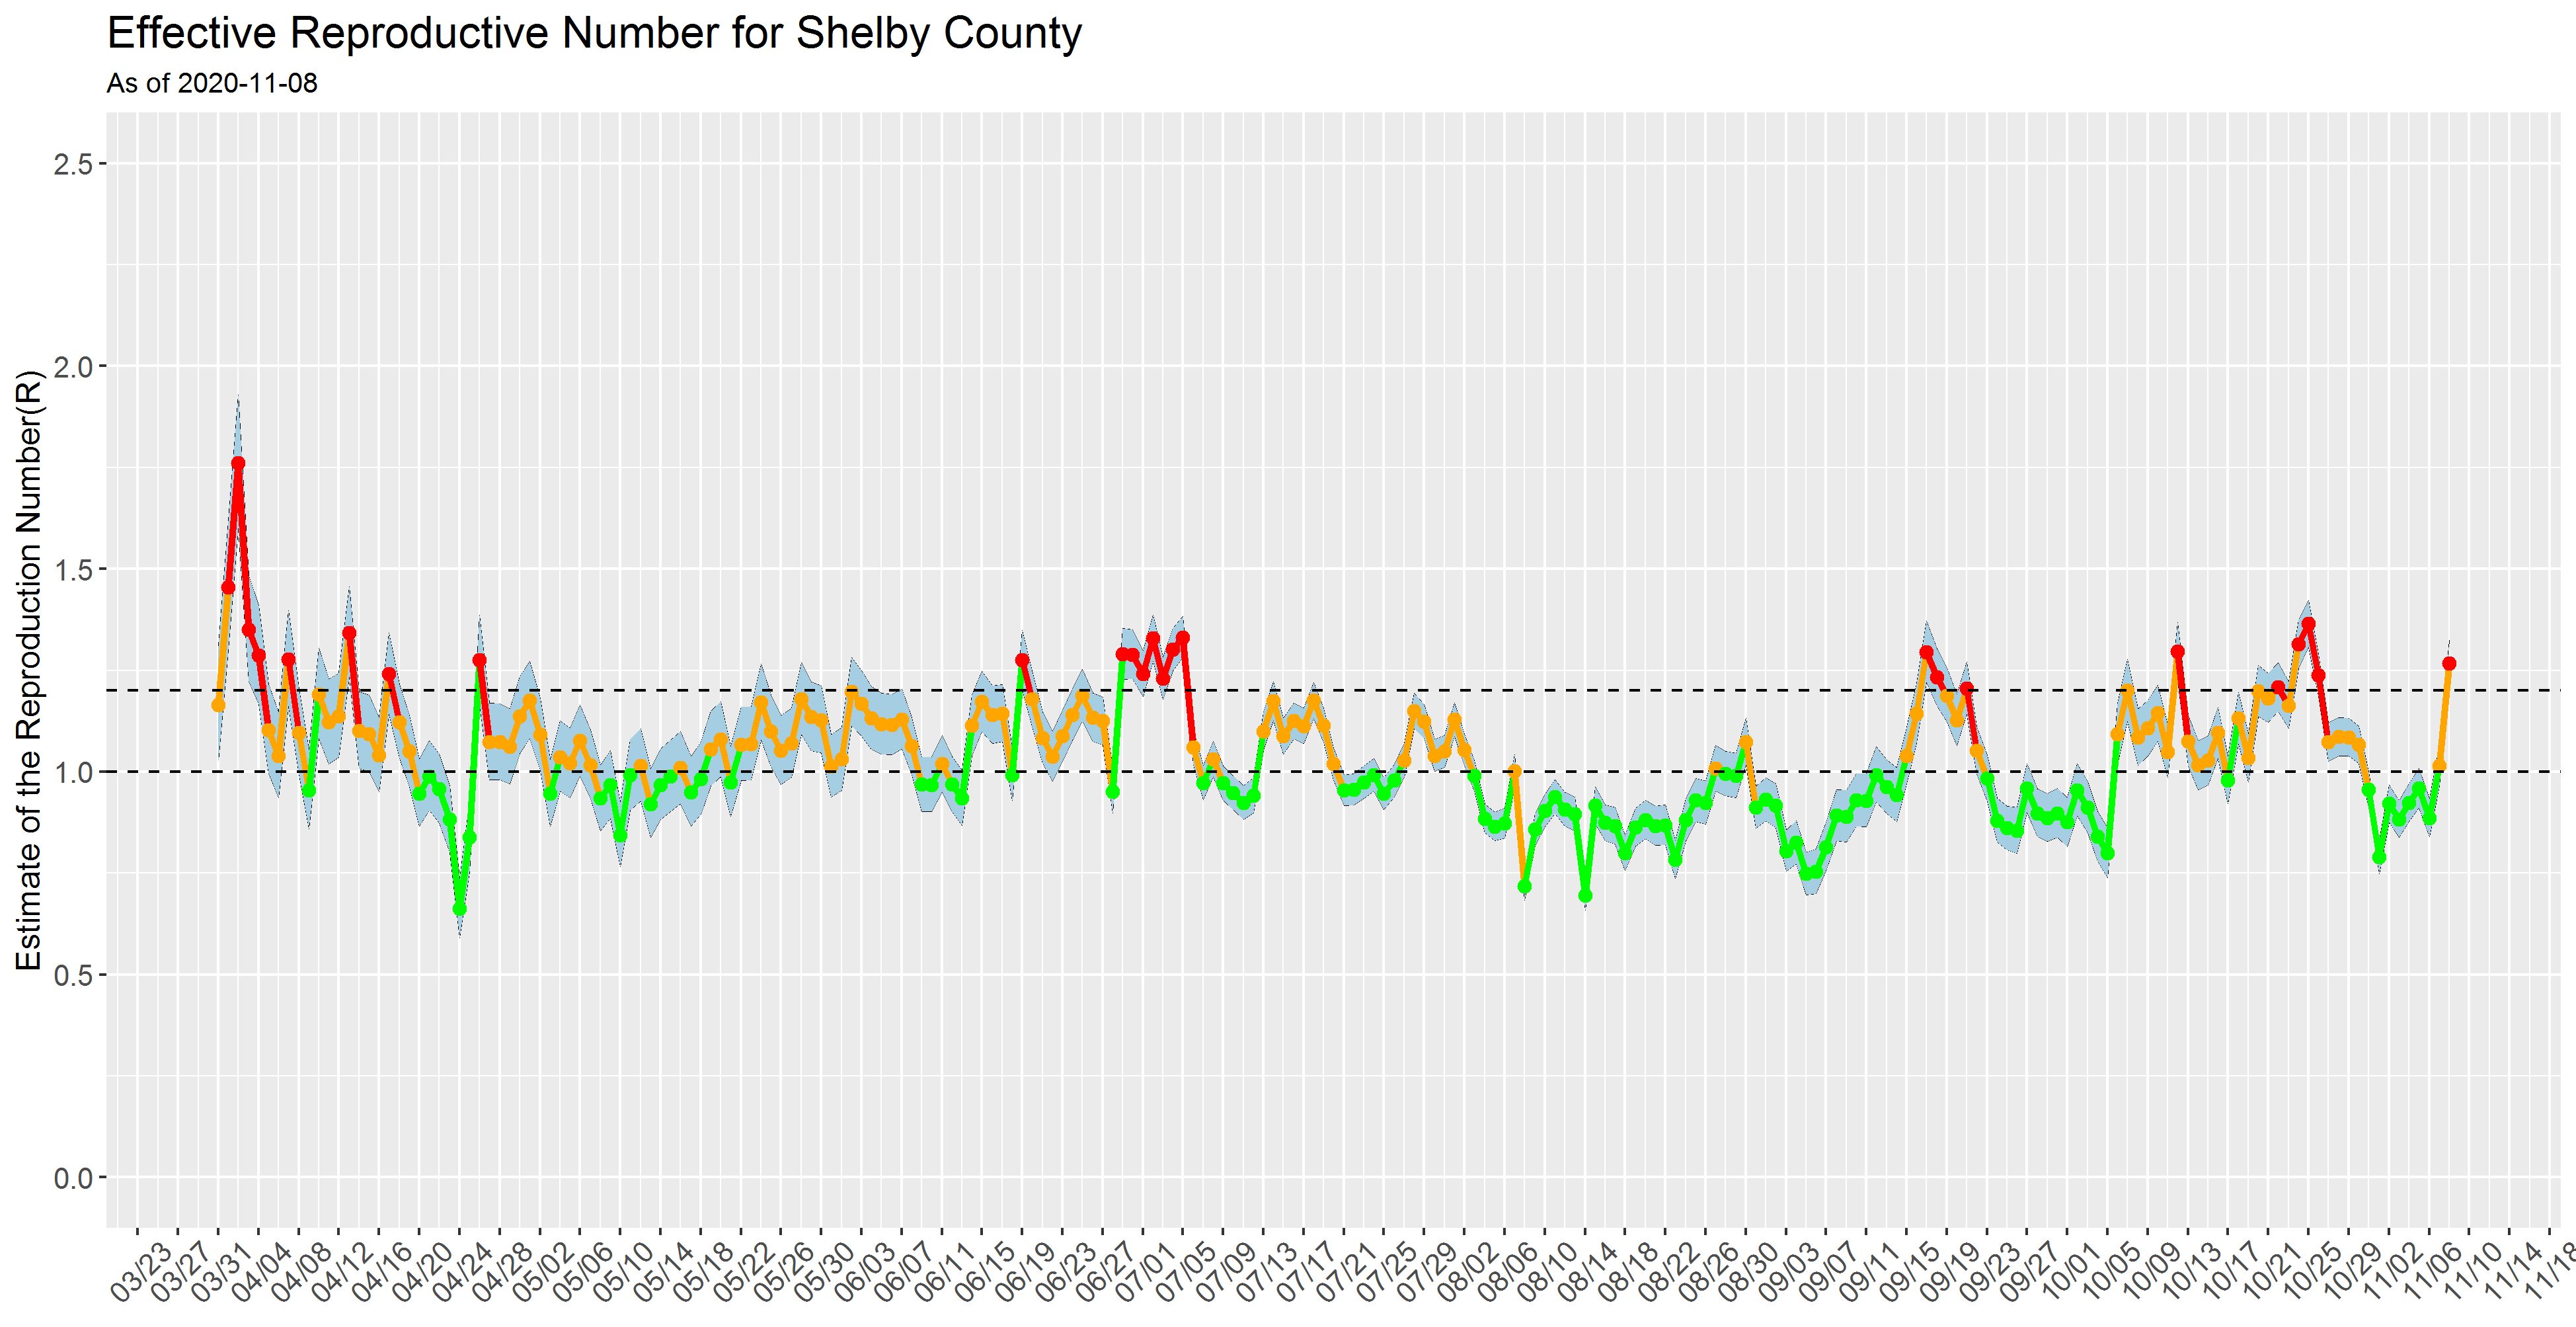 Effective Reproductive Number for Shelby County
As of 2020-11-08
Estimate of the Reproduction Number(R)
2.5
2.0
1.5
1.0
0.5
0.0
03/23 03/27 03/31 04/04 04/08 04/12 04/16 04/20 04/24 04/28 05/02 05/06 05/10 05/14 05/18 05/22 05/26 05/30 06/03 06/07 06/11 06/15 06/19 06/23 06/27 07/01 07/05 07/09 07/13 07/17 07/21 07/25 07/29 08/02 08/06 08/10 08/14 08/18 08/22 08/26 08/30 09/03 09/07 09/11 09/15 09/19 09/23 09/27 10/01 10/05 10/09 10/13 10/17 10/21 10/25 10/29 11/02 11/06 11/10 11/14 11/18